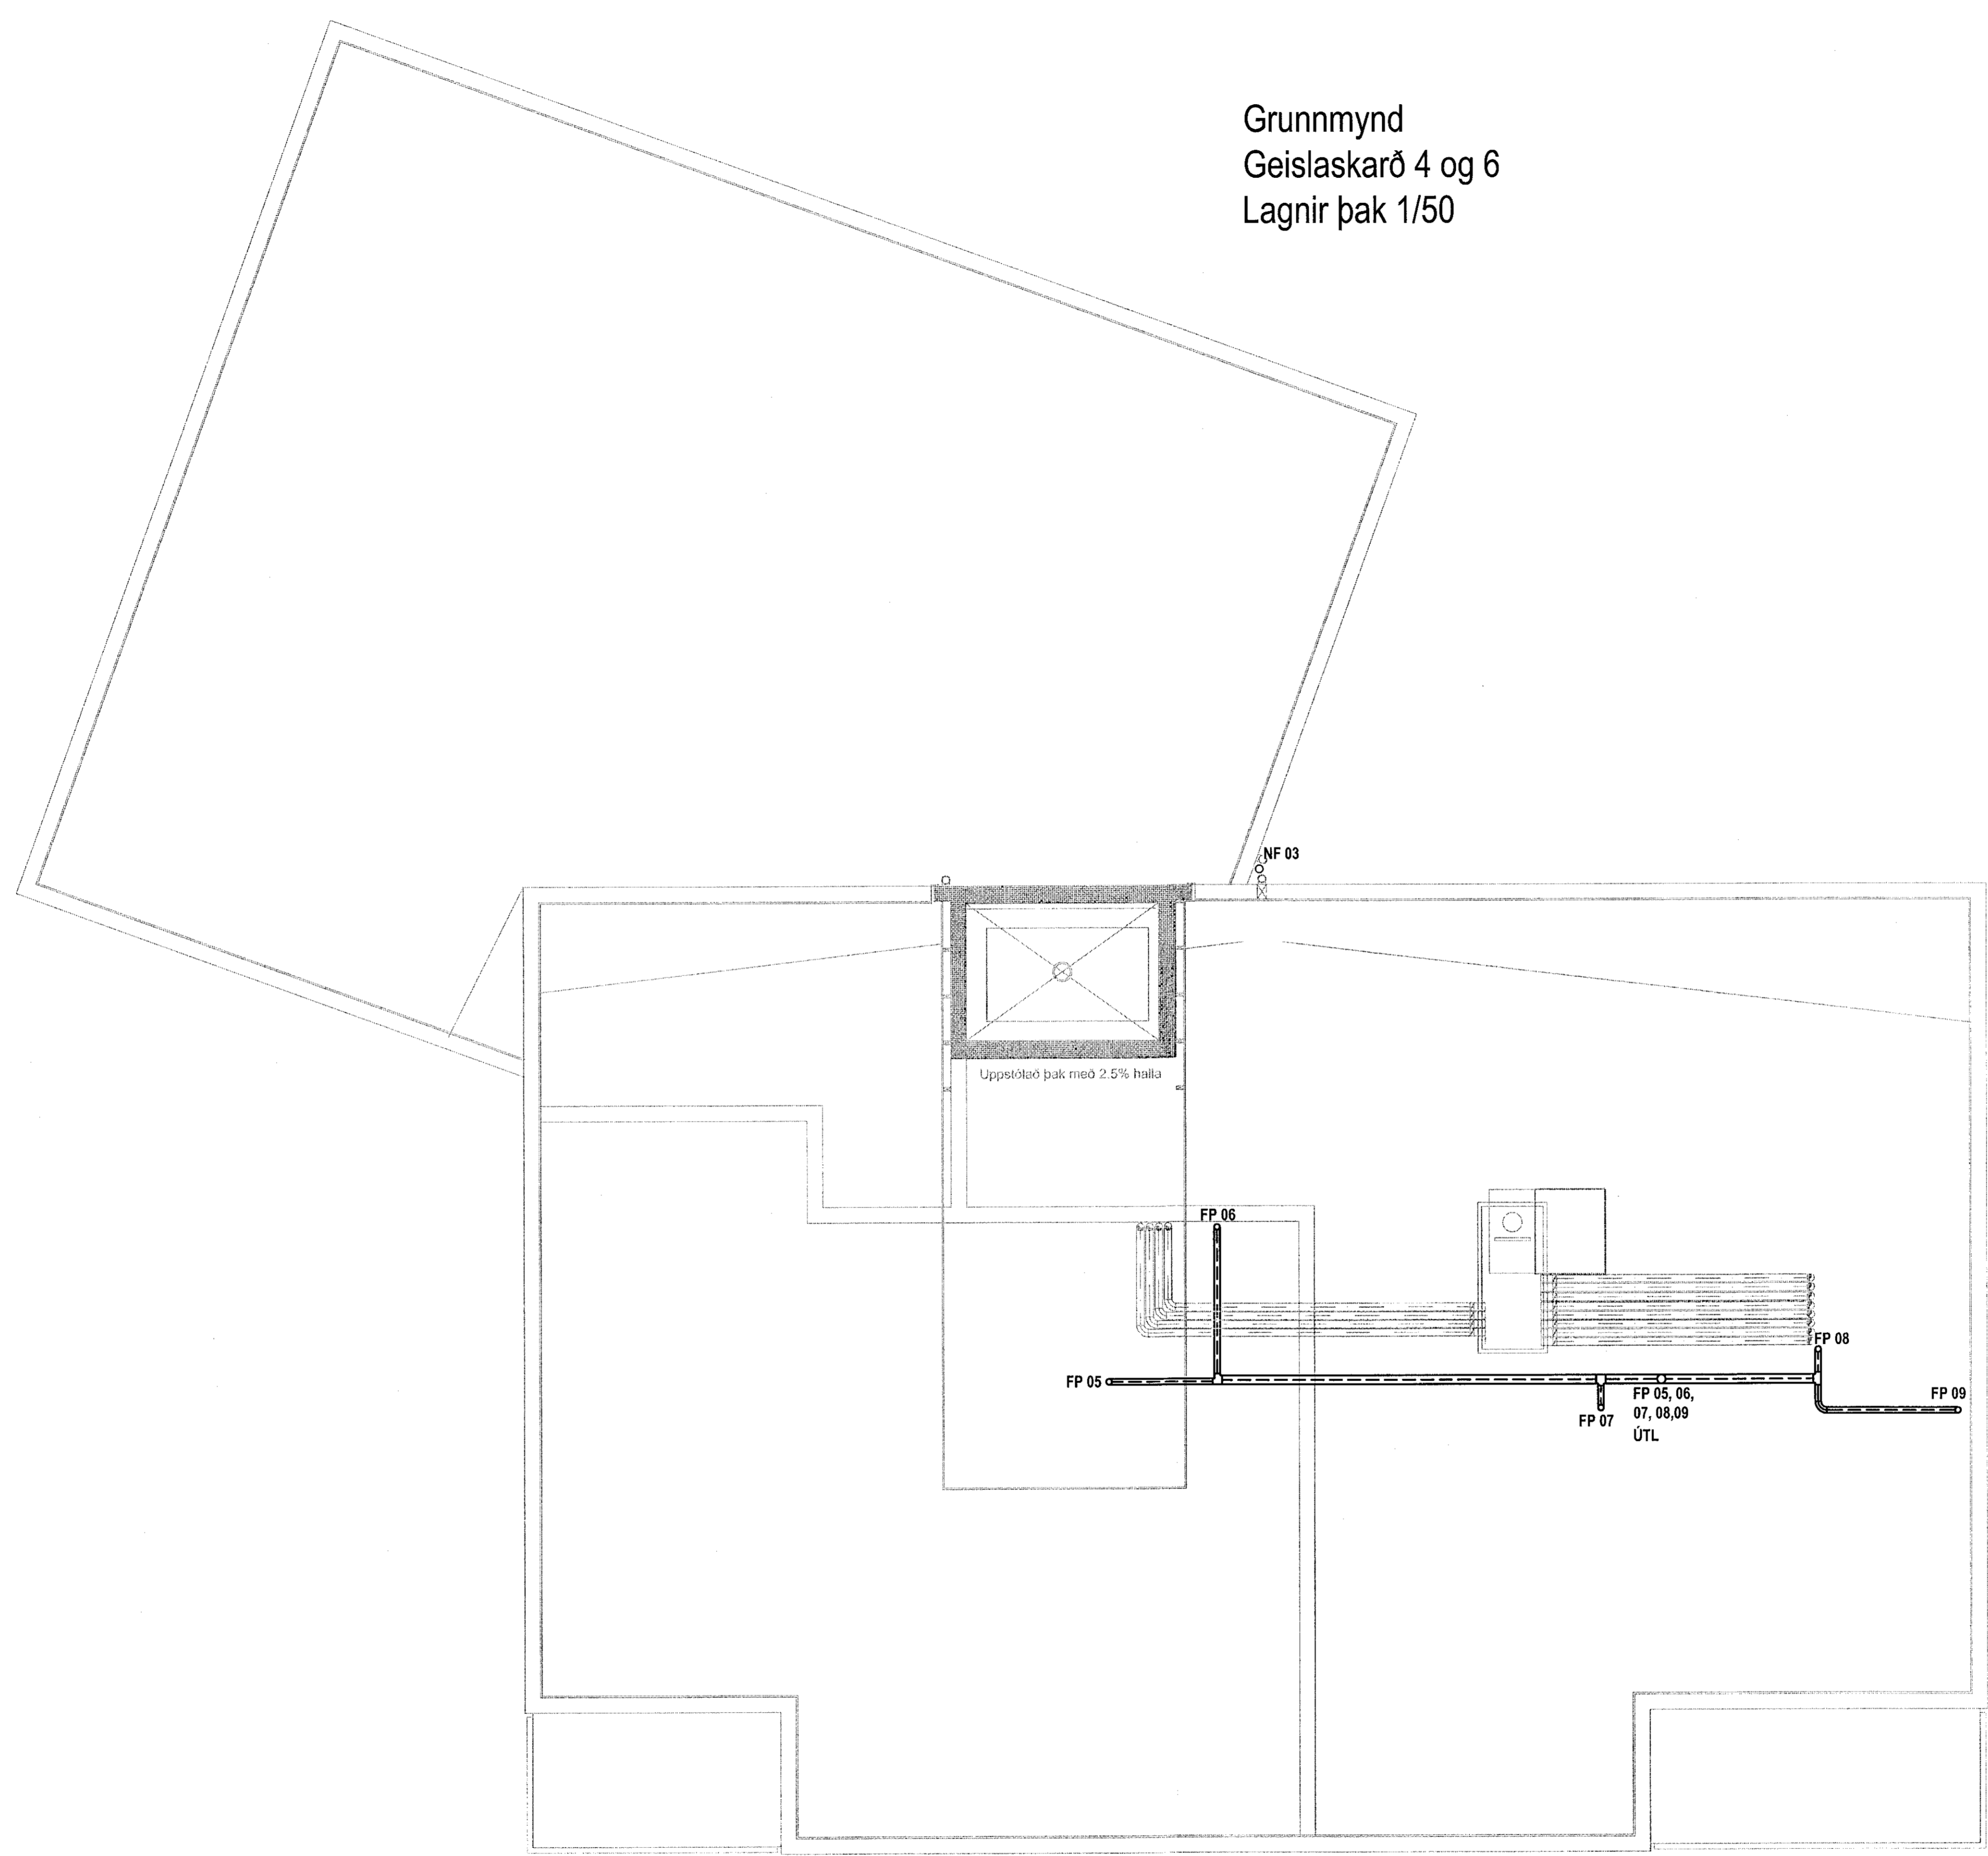 Grunnmynd
Geislaskarð 4 og 6
Lagnir þak 1/50
NF 03
Uppstólað þak með 2.5% halla
FP 06
FP 08
FP 05
FP 05, 06,
07, 08,09
ÚTL
FP 09
FP 07